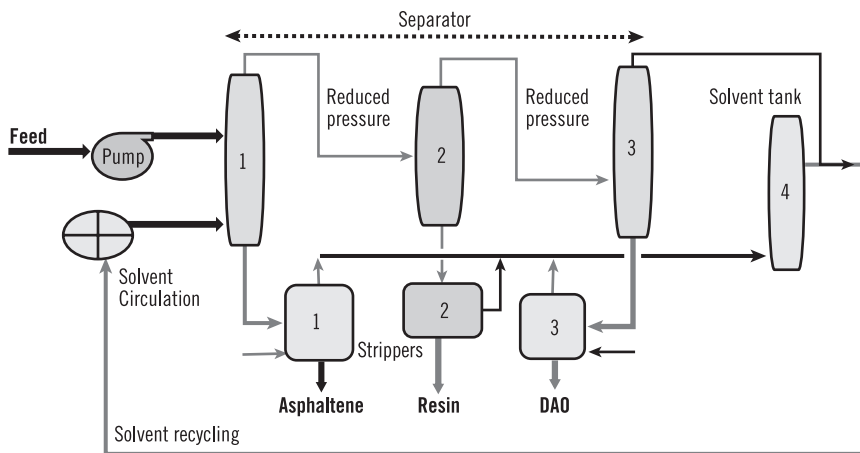 Separator
Reduced
pressure
Reduced
pressure
Solvent tank
Feed
Pump
1
2
3
4
Solvent
Circulation
1
2
3
Strippers
Asphaltene
Resin
DAO
Solvent recycling